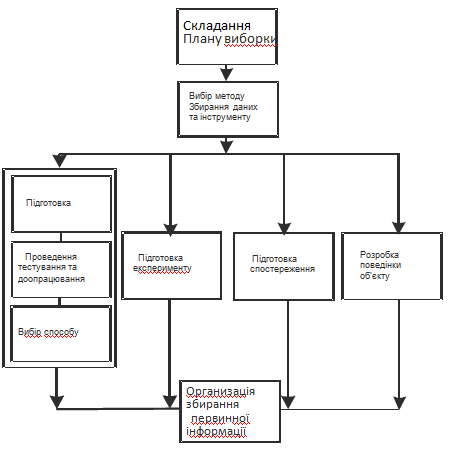 Складання
Плану виборки
Вибір методу
Збирання даних
та інструменту
Підготовка
Проведення
тестування та
доопрацювання
Вибір способу
Підготовка
експерименту
Підготовка
спостереження
Розробка
поведінки
об'єкту
Организація
збирання
первинної
інформації